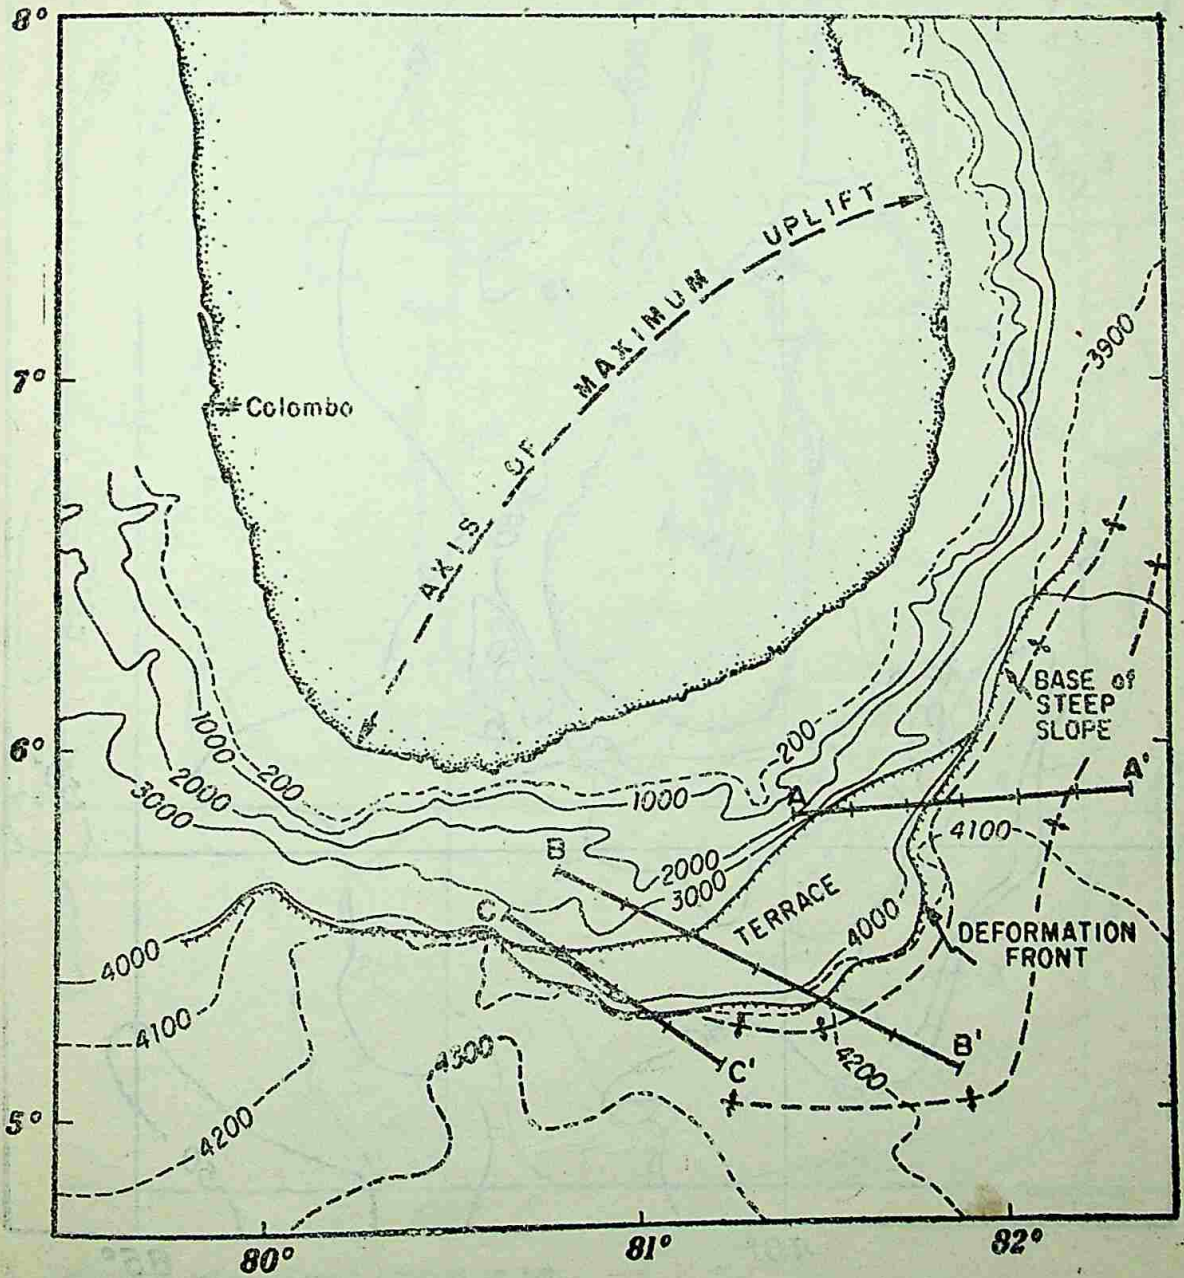 8°
AXIS OF MAXIMUM UPLIFT
3900
7°
Colombo
BASE of
STEEP
SLOPE
6°
1000
200
200
2000
3000
1000
A
A'
4100
B
2000
3000
TERRACE
C
4000
4000
DEFORMATION
FRONT
4100
4300
B'
C'
4200
5°
4200
80°
81°
82°